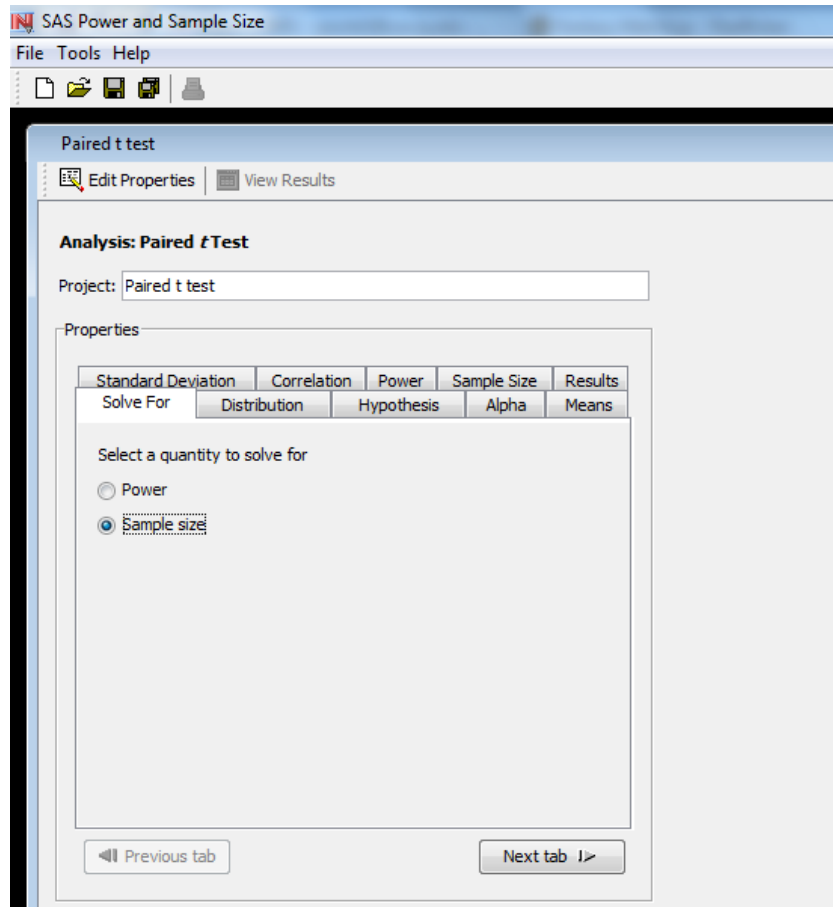 SAS Power and Sample Size
File Tools Help
Paired t test
Edit Properties View Results
Analysis: Paired t Test
Project: Paired t test
Properties
Standard Deviation Correlation Power Sample Size Results
Solve For Distribution Hypothesis Alpha Means
Select a quantity to solve for
Power
Sample size
Previous tab Next tab